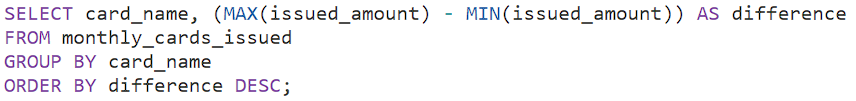 SELECT card_name, (MAX(issued_amount) - MIN(issued_amount)) AS difference
FROM monthly_cards_issued
GROUP BY card_name
ORDER BY difference DESC;